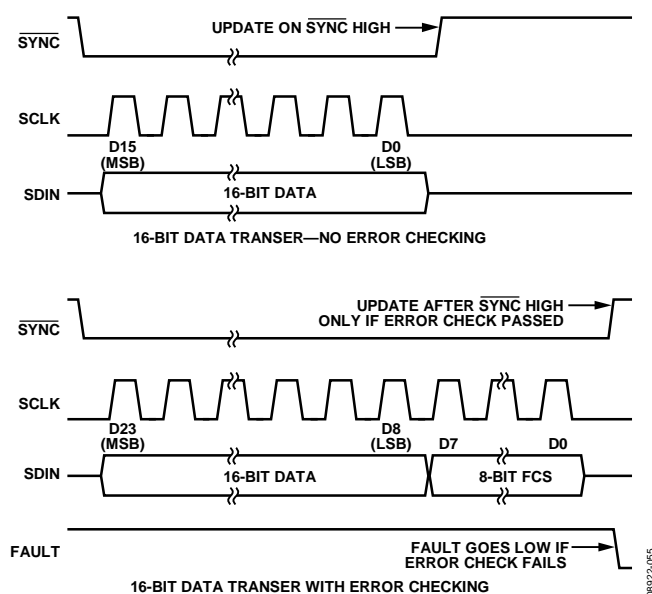 UPDATE ON SYNC HIGH
SYNC
SCLK
D15
(MSB)
D0
(LSB)
SDIN
16-BIT DATA
16-BIT DATA TRANSER—NO ERROR CHECKING
UPDATE AFTER SYNC HIGH
ONLY IF ERROR CHECK PASSED
SYNC
SCLK
D23
(MSB)
D8
(LSB)
D7
D0
SDIN
16-BIT DATA
8-BIT FCS
FAULT
FAULT GOES LOW IF
ERROR CHECK FAILS
16-BIT DATA TRANSER WITH ERROR CHECKING
08922-055